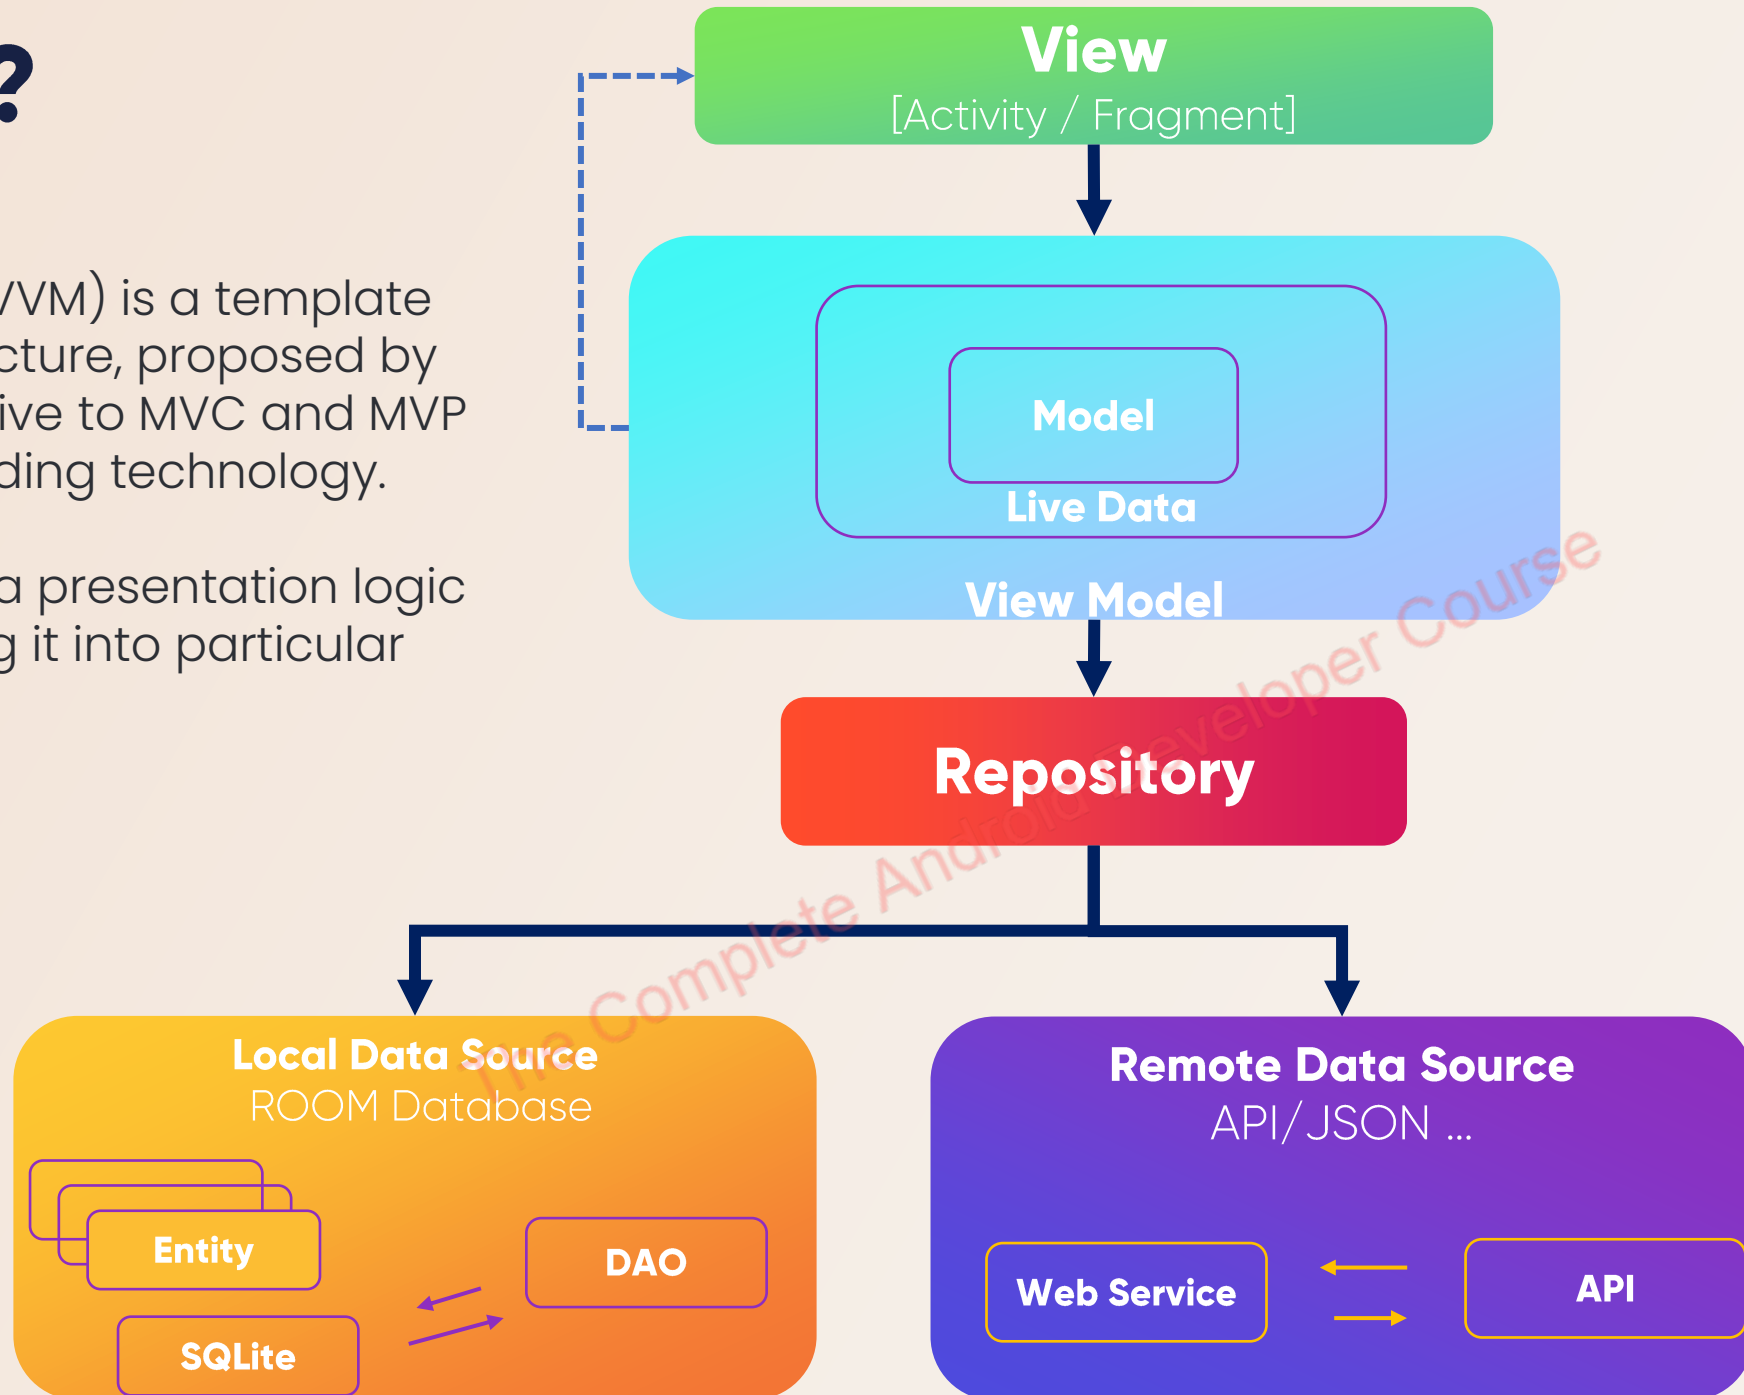 ?
VVM) is a template
cture, proposed by
ive to MVC and MVP
ding technology.
a presentation logic
g it into particular
View
[Activity / Fragment]
Model
Live Data
View Model
Repository
Local Data Source
ROOM Database
Entity
DAO
SQLite
Remote Data Source
API/JSON ...
Web Service
API
The Complete Android Developer Course